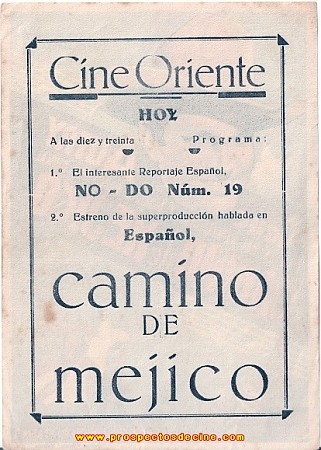 Cine Oriente
HOY
A las diez y treinta Programa:
1.º El interesante Reportaje Español,
NO - DO Núm. 19
2.º Estreno de la superproducción hablada en
Español,
camino
DE
mejico
www.prospectosdecine.com